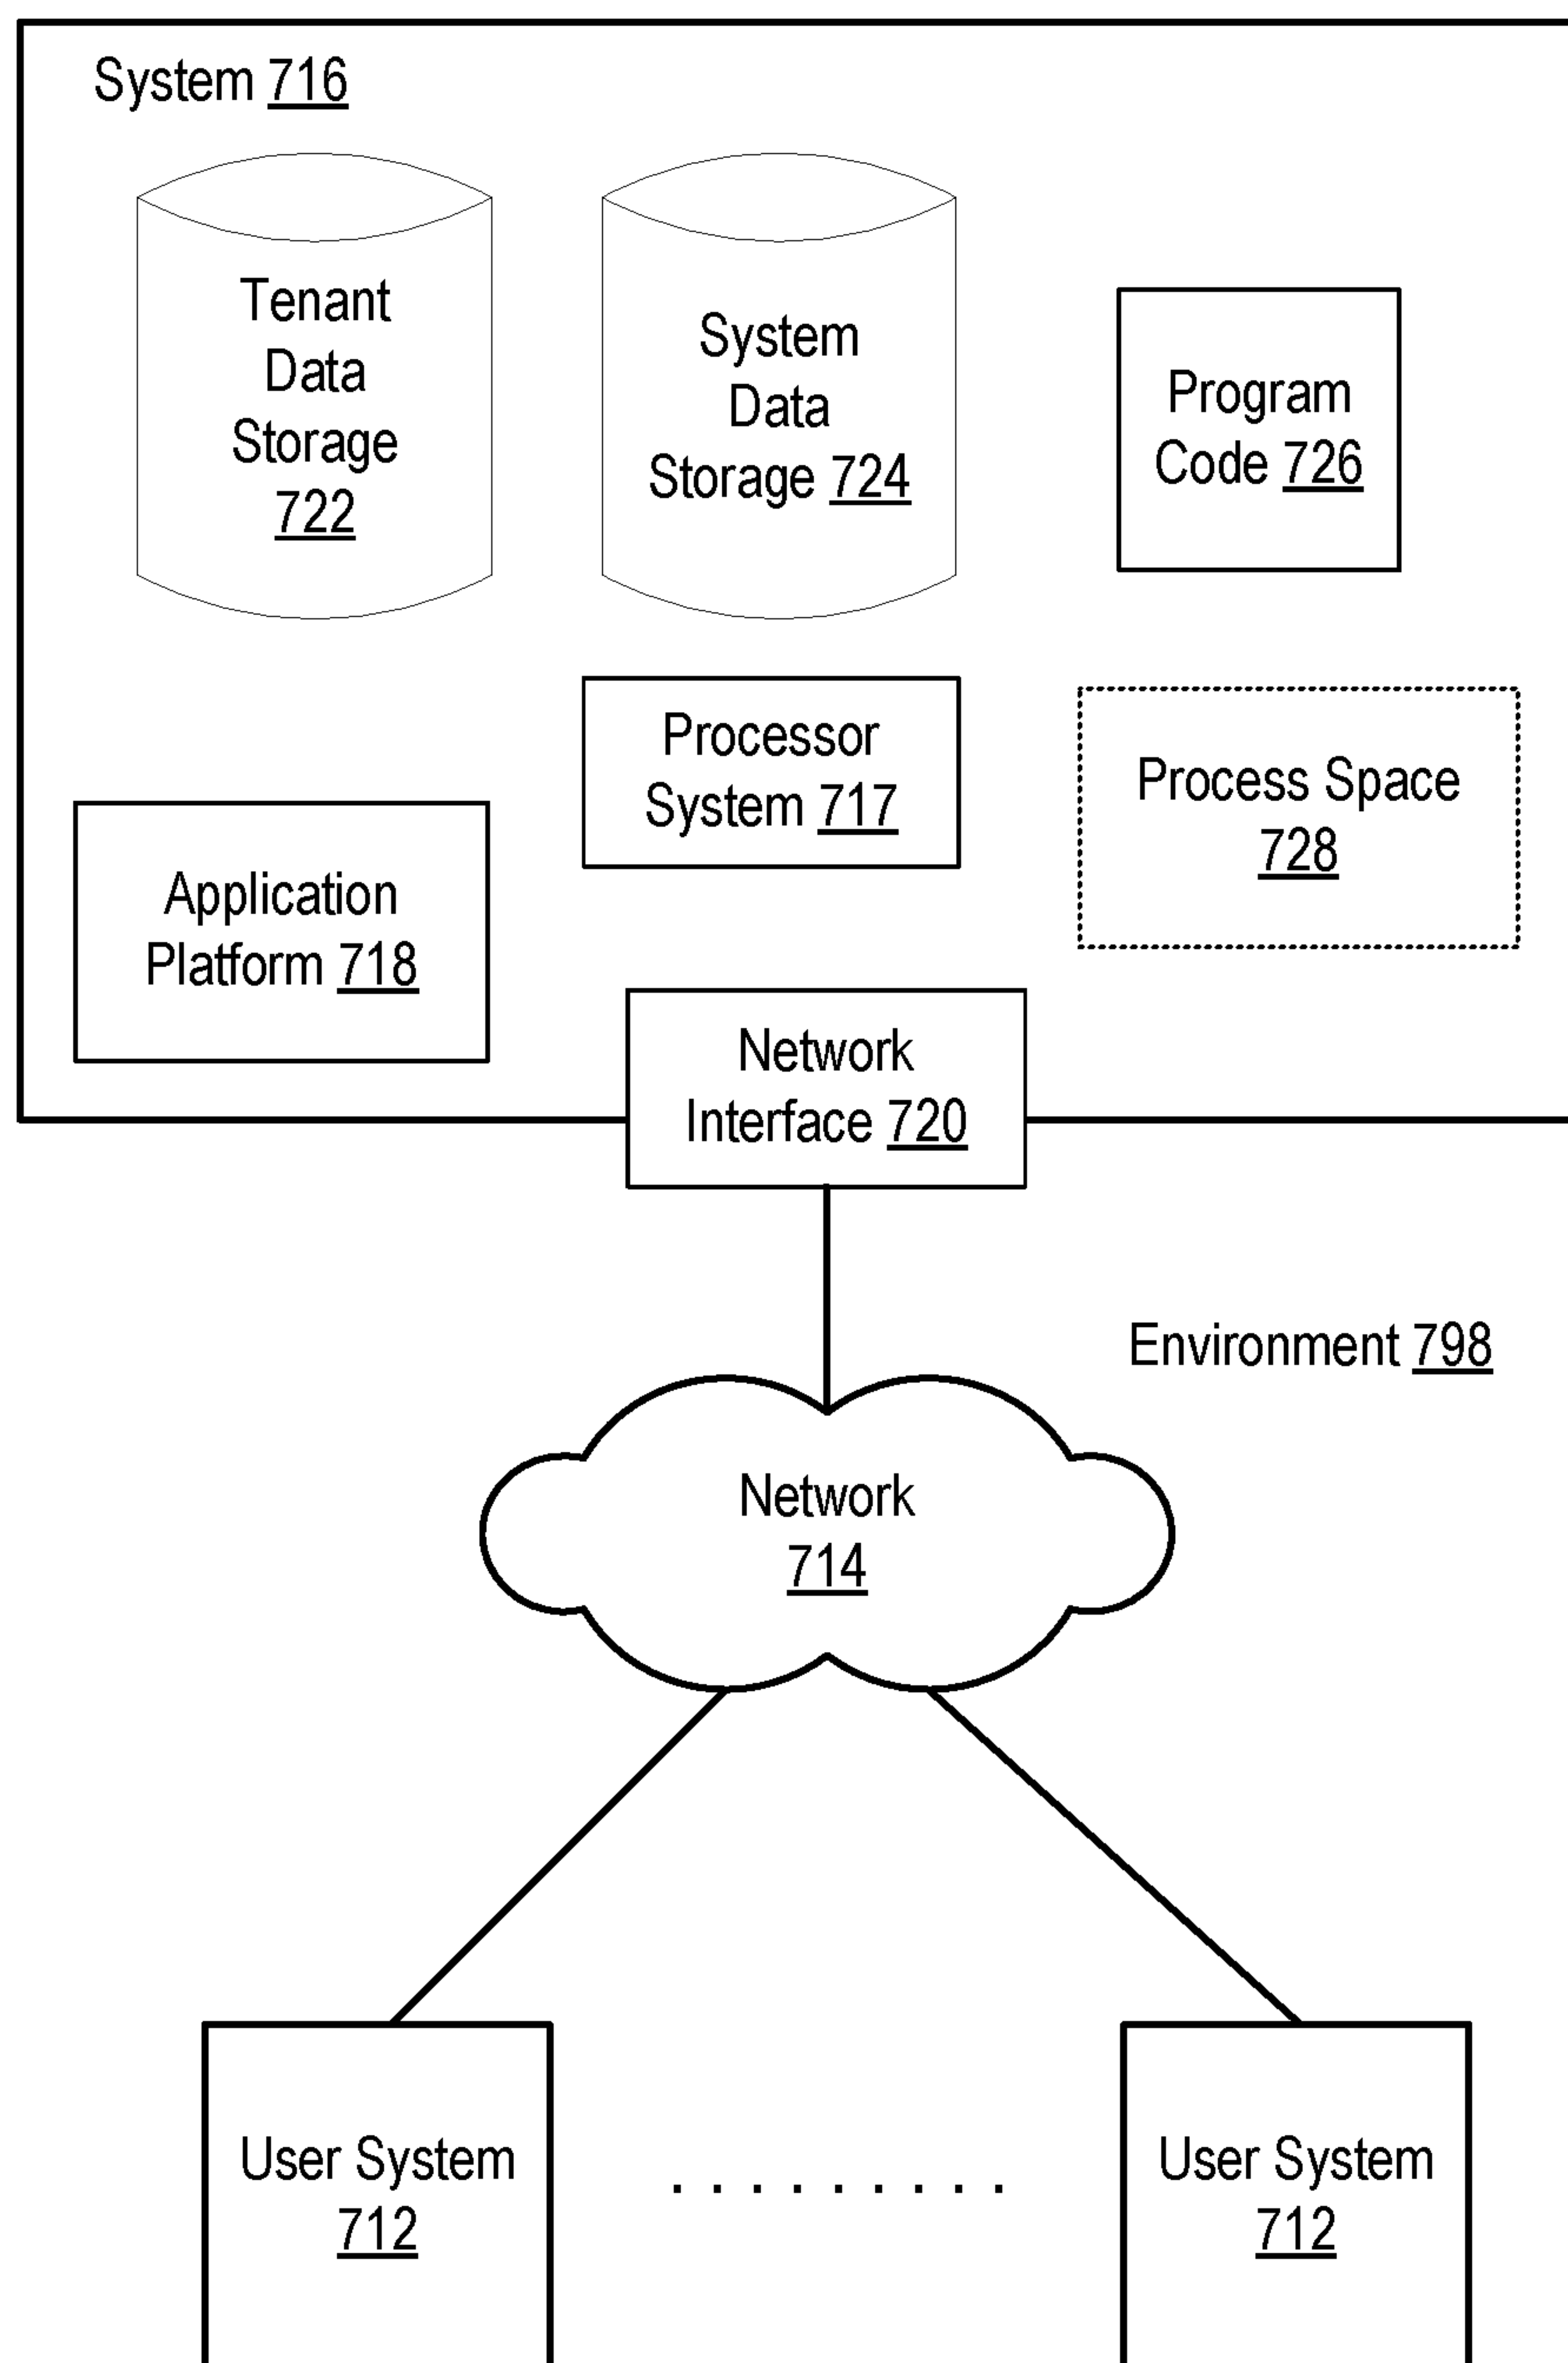 System 716
Tenant
Data
Storage
722
System
Data
Storage 724
Program
Code 726
Processor
System 717
Process Space
728
Application
Platform 718
Network
Interface 720
Environment 798
Network
714
User System
712
. . . . . . . . .
User System
712